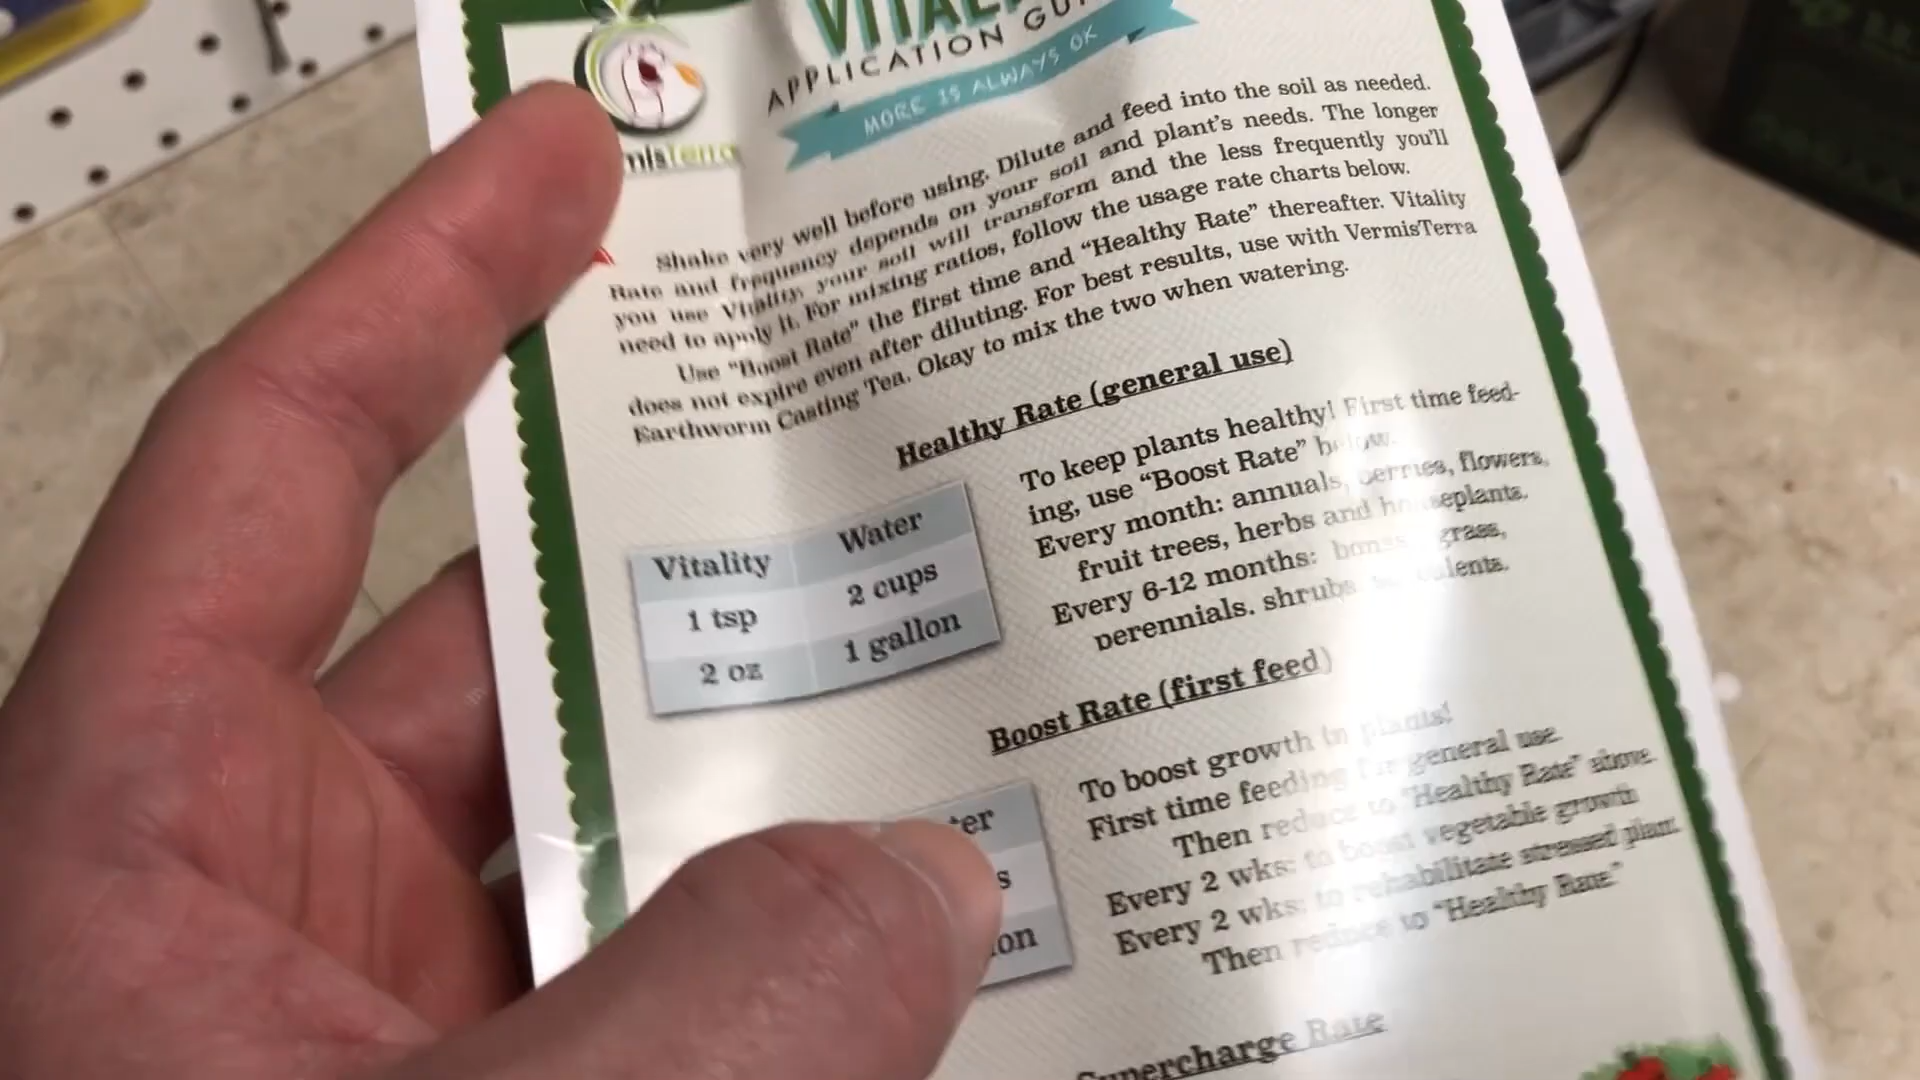 APPLICATION
MORE IS ALWAYS OK
Shake very well before using. Dilute and feed into the soil as needed.
Rate and frequency depends on your soil and plant's needs. The longer
you use Vitality, your soil will transform and the less frequently you'll
need to apply it. For mixing ratios, follow the usage rate charts below.
Use "Boost Rate" the first time and "Healthy Rate" thereafter. Vitality
does not expire even after diluting. For best results, use with VermisTerra
Earthworm Casting Tea. Okay to mix the two when watering.
Healthy Rate (general use)
To keep plants healthy! First time feed-
ing, use "Boost Rate" below.
Every month: annuals, berries, flowers,
fruit trees, herbs and houseplants.
Every 6-12 months: grass,
perennials, shrubs,
Vitality Water
1 tsp 2 cups
2 oz 1 gallon
Boost Rate (first feed)
To boost growth in plants!
First time feeding for general use.
Then reduce to "Healthy Rate" above.
Every 2 wks: to boost vegetable growth
Every 2 wks: to rehabilitate stressed plant
Then reduce to "Healthy Rate"
Supercharge Rate